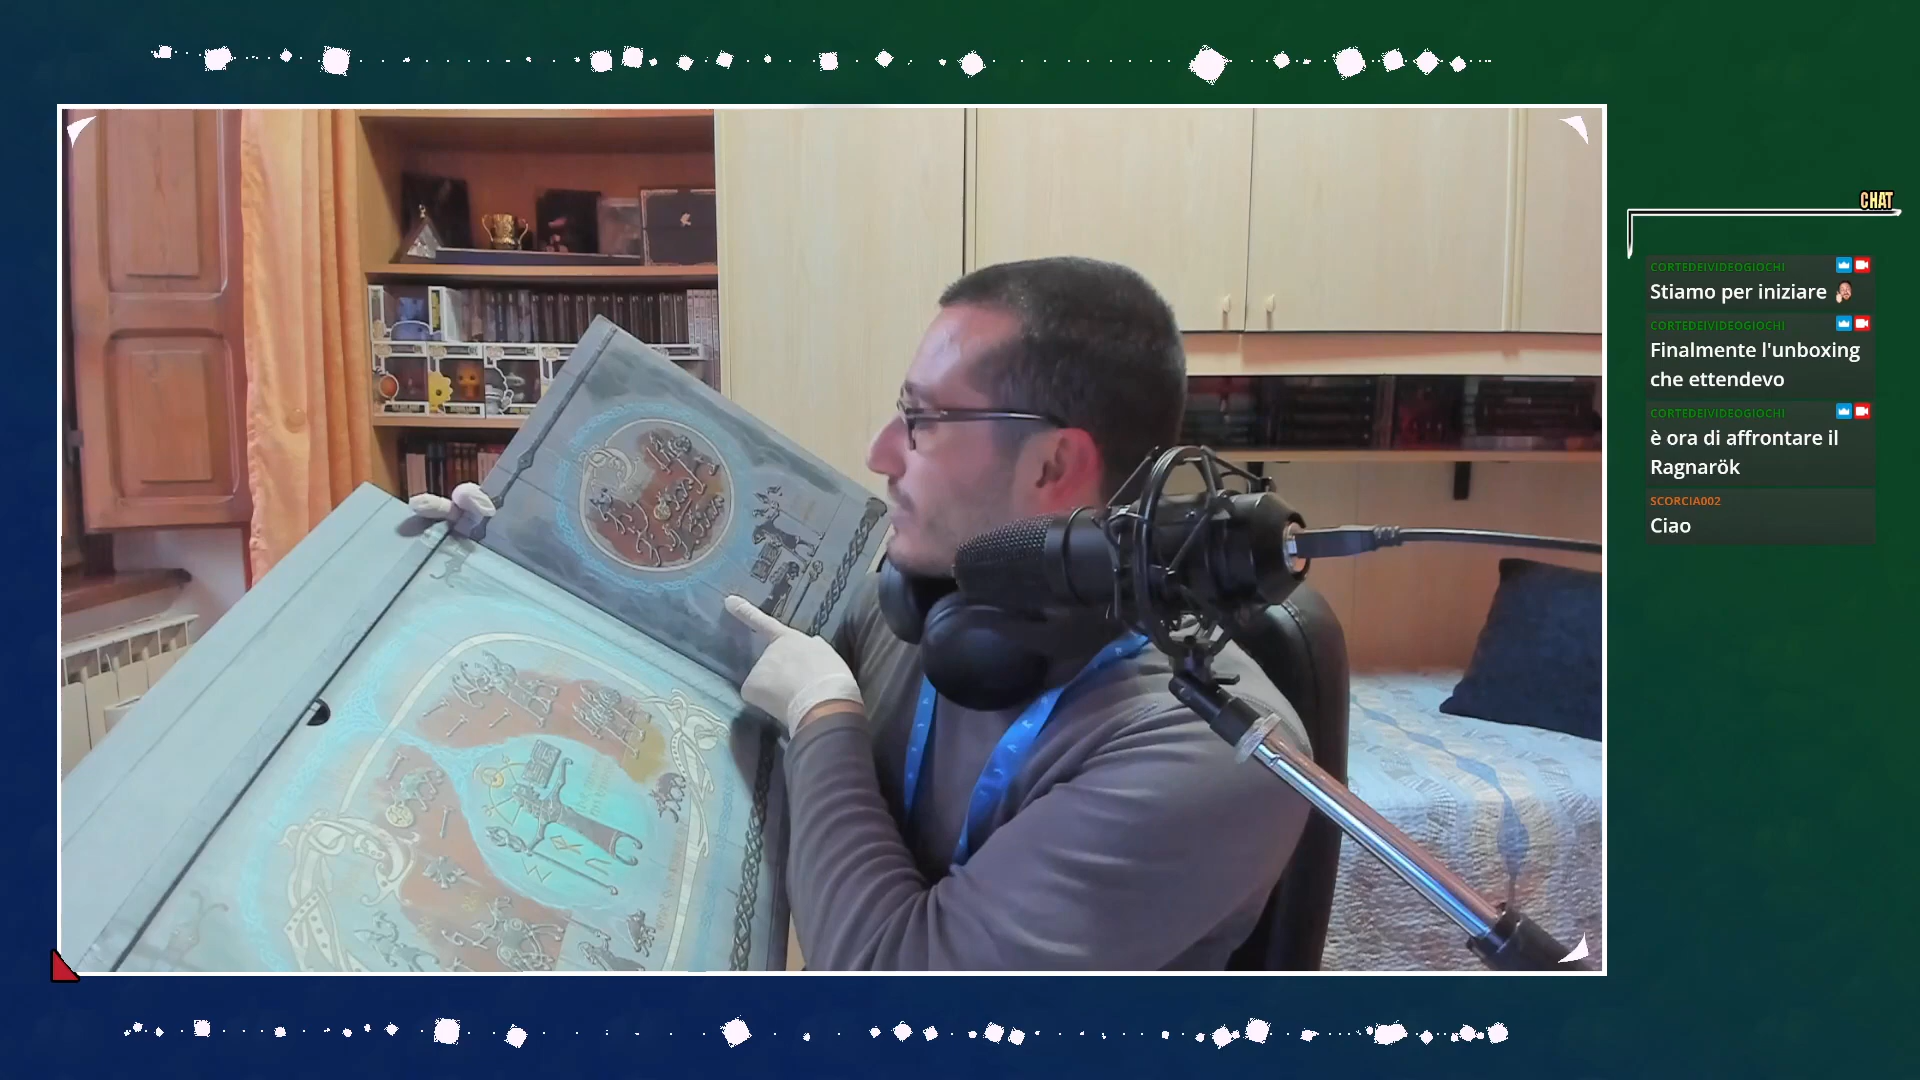 CHAT
CORTEDEIVIDEOGIOCHI
Stiamo per iniziare
CORTEDEIVIDEOGIOCHI
Finalmente l'unboxing
che ettendevo
CORTEDEIVIDEOGIOCHI
è ora di affrontare il
Ragnarök
SCORCIA002
Ciao